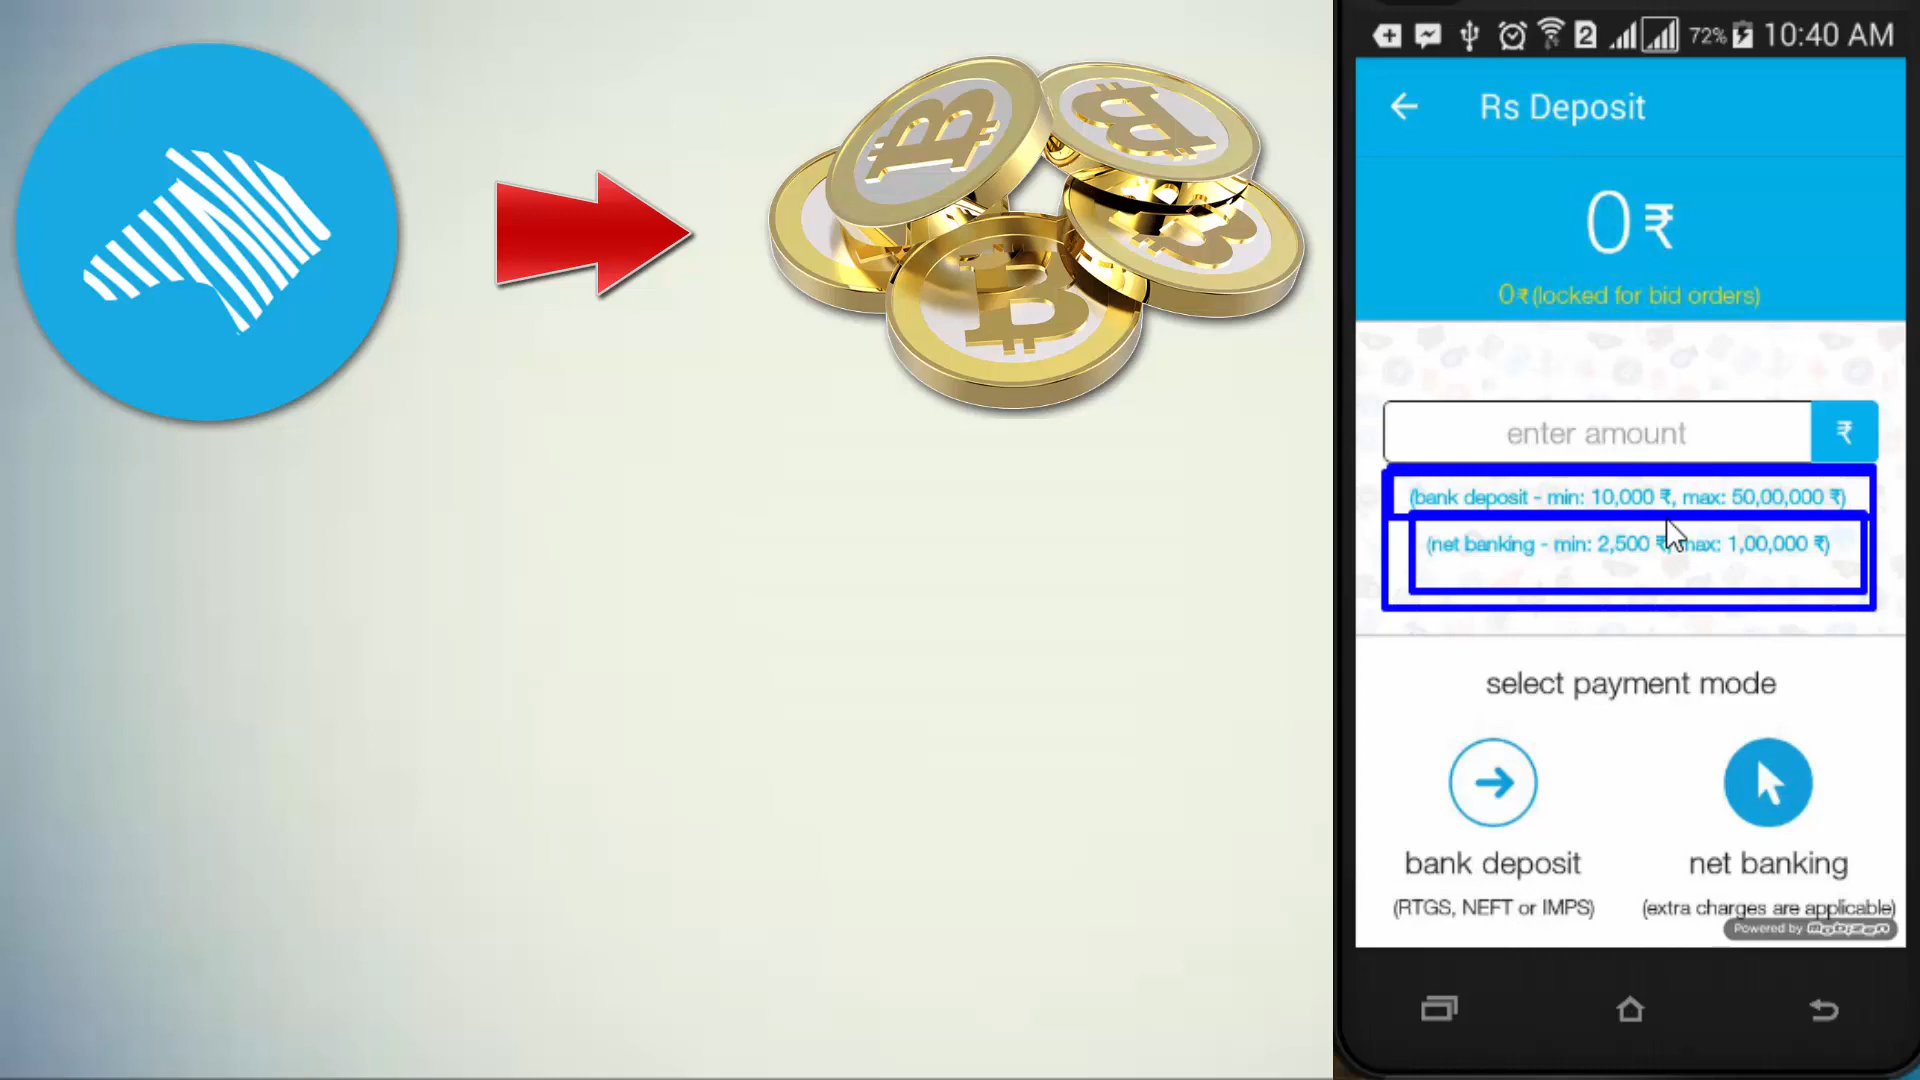 2 72% 10:40 AM
Rs Deposit
0 ₹
0₹(locked for bid orders)
enter amount ₹
(bank deposit - min: 10,000 ₹, max: 50,00,000 ₹)
(net banking - min: 2,500 ₹, max: 1,00,000 ₹)
select payment mode
bank deposit
(RTGS, NEFT or IMPS)
net banking
(extra charges are applicable)
Powered by mobizen